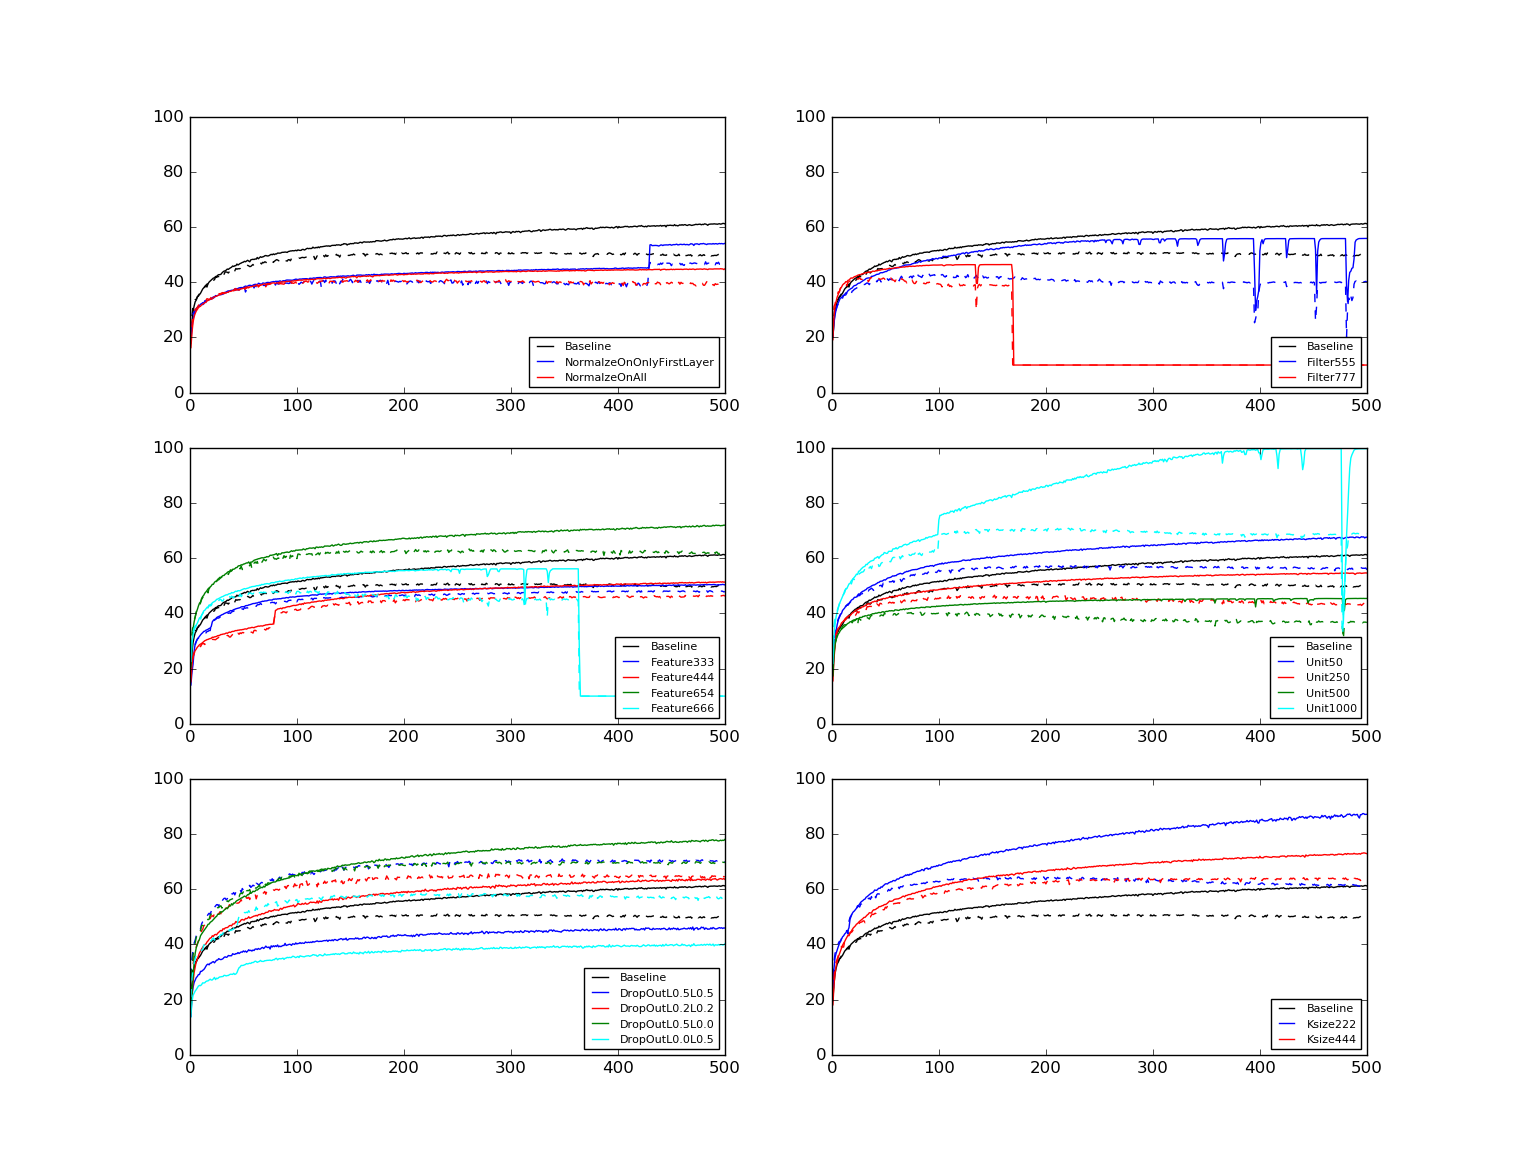 100
80
60
40
20
0
0 100 200 300 400 500
Baseline
NormalzeOnOnlyFirstLayer
NormalzeOnAll
100
80
60
40
20
0
0 100 200 300 400 500
Baseline
Filter555
Filter777
100
80
60
40
20
0
0 100 200 300 400 500
Baseline
Feature333
Feature444
Feature654
Feature666
100
80
60
40
20
0
0 100 200 300 400 500
Baseline
Unit50
Unit250
Unit500
Unit1000
100
80
60
40
20
0
0 100 200 300 400 500
Baseline
DropOutL0.5L0.5
DropOutL0.2L0.2
DropOutL0.5L0.0
DropOutL0.0L0.5
100
80
60
40
20
0
0 100 200 300 400 500
Baseline
Ksize222
Ksize444